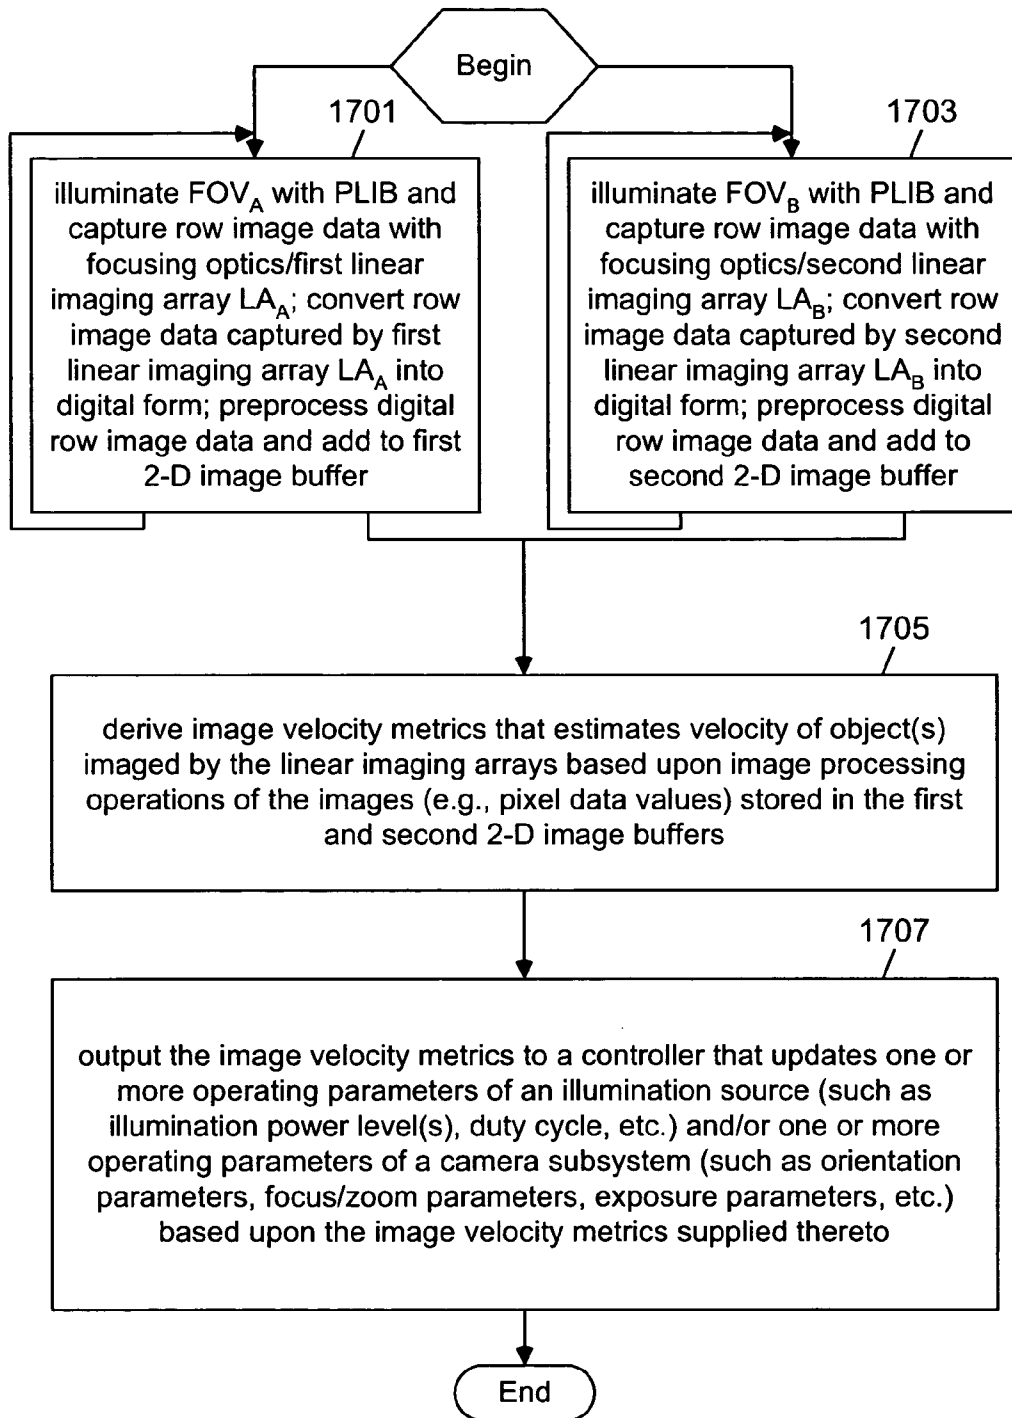 Begin
1701
illuminate FOV_A with PLIB and
capture row image data with
focusing optics/first linear
imaging array LA_A; convert row
image data captured by first
linear imaging array LA_A into
digital form; preprocess digital
row image data and add to first
2-D image buffer
1703
illuminate FOV_B with PLIB and
capture row image data with
focusing optics/second linear
imaging array LA_B; convert row
image data captured by second
linear imaging array LA_B into
digital form; preprocess digital
row image data and add to
second 2-D image buffer
1705
derive image velocity metrics that estimates velocity of object(s)
imaged by the linear imaging arrays based upon image processing
operations of the images (e.g., pixel data values) stored in the first
and second 2-D image buffers
1707
output the image velocity metrics to a controller that updates one or
more operating parameters of an illumination source (such as
illumination power level(s), duty cycle, etc.) and/or one or more
operating parameters of a camera subsystem (such as orientation
parameters, focus/zoom parameters, exposure parameters, etc.)
based upon the image velocity metrics supplied thereto
End